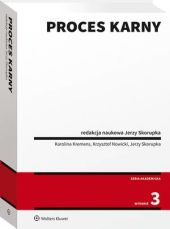 PROCES KARNY
redakcja naukowa Jerzy Skorupka
Karolina Kremens, Krzysztof Nowicki, Jerzy Skorupka
SERIA AKADEMICKA
WYDANIE 3
Wolters Kluwer